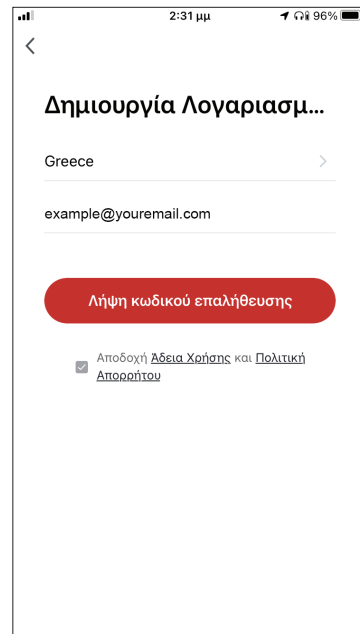 2:31 μμ
96%
Δημιουργία Λογαριασμ...
Greece
example@youremail.com
Λήψη κωδικού επαλήθευσης
Αποδοχή Άδεια Χρήσης και Πολιτική
Απορρήτου